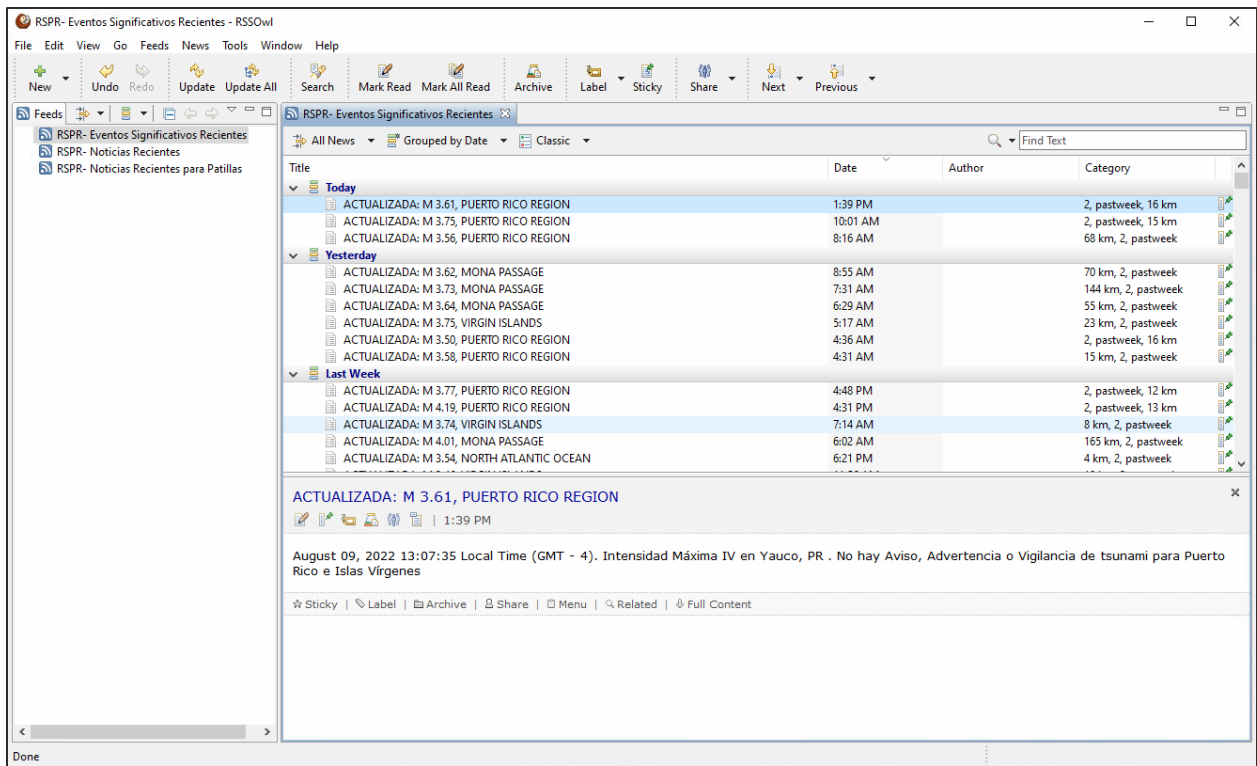 RSPR- Eventos Significativos Recientes - RSSOwl
File Edit View Go Feeds News Tools Window Help
New Undo Redo Update Update All Search Mark Read Mark All Read Archive Label Sticky Share Next Previous
Feeds
RSPR- Eventos Significativos Recientes
RSPR- Noticias Recientes
RSPR- Noticias Recientes para Patillas
RSPR- Eventos Significativos Recientes
All News Grouped by Date Classic Find Text
Title Date Author Category
Today
ACTUALIZADA: M 3.61, PUERTO RICO REGION 1:39 PM 2, pastweek, 16 km
ACTUALIZADA: M 3.75, PUERTO RICO REGION 10:01 AM 2, pastweek, 15 km
ACTUALIZADA: M 3.56, PUERTO RICO REGION 8:16 AM 68 km, 2, pastweek
Yesterday
ACTUALIZADA: M 3.62, MONA PASSAGE 8:55 AM 70 km, 2, pastweek
ACTUALIZADA: M 3.73, MONA PASSAGE 7:31 AM 144 km, 2, pastweek
ACTUALIZADA: M 3.64, MONA PASSAGE 6:29 AM 55 km, 2, pastweek
ACTUALIZADA: M 3.75, VIRGIN ISLANDS 5:17 AM 23 km, 2, pastweek
ACTUALIZADA: M 3.50, PUERTO RICO REGION 4:36 AM 2, pastweek, 16 km
ACTUALIZADA: M 3.58, PUERTO RICO REGION 4:31 AM 15 km, 2, pastweek
Last Week
ACTUALIZADA: M 3.77, PUERTO RICO REGION 4:48 PM 2, pastweek, 12 km
ACTUALIZADA: M 4.19, PUERTO RICO REGION 4:31 PM 2, pastweek, 13 km
ACTUALIZADA: M 3.74, VIRGIN ISLANDS 7:14 AM 8 km, 2, pastweek
ACTUALIZADA: M 4.01, MONA PASSAGE 6:02 AM 165 km, 2, pastweek
ACTUALIZADA: M 3.54, NORTH ATLANTIC OCEAN 6:21 PM 4 km, 2, pastweek
ACTUALIZADA: M 3.61, PUERTO RICO REGION
| 1:39 PM
August 09, 2022 13:07:35 Local Time (GMT - 4). Intensidad Máxima IV en Yauco, PR . No hay Aviso, Advertencia o Vigilancia de tsunami para Puerto
Rico e Islas Vírgenes
Sticky | Label | Archive | Share | Menu | Related | Full Content
Done